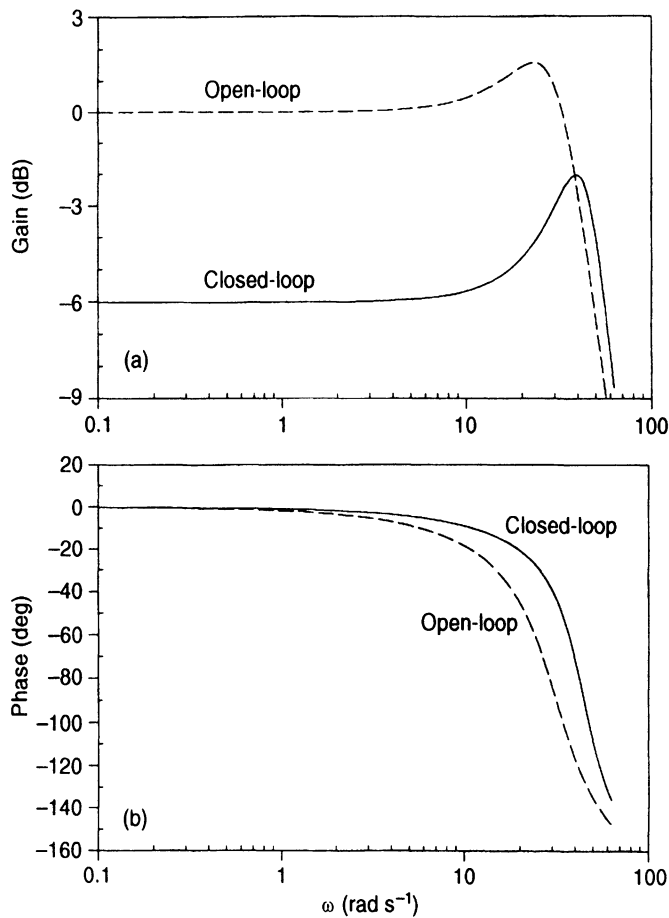 3
Open-loop
0
Gain (dB)
-3
Closed-loop
-6
(a)
-9
0.1 1 10 100
20
0
Closed-loop
-20
-40
Open-loop
-60
Phase (deg)
-80
-100
-120
-140
(b)
-160
0.1 1 10 100
ω (rad s⁻¹)